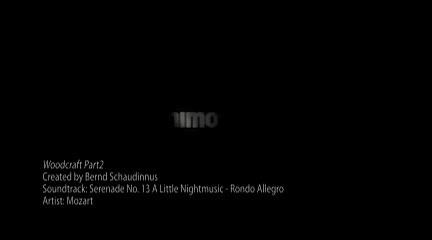 Woodcraft Part2
Created by Bernd Schaudinnus
Soundtrack: Serenade No. 13 A Little Nightmusic - Rondo Allegro
Artist: Mozart